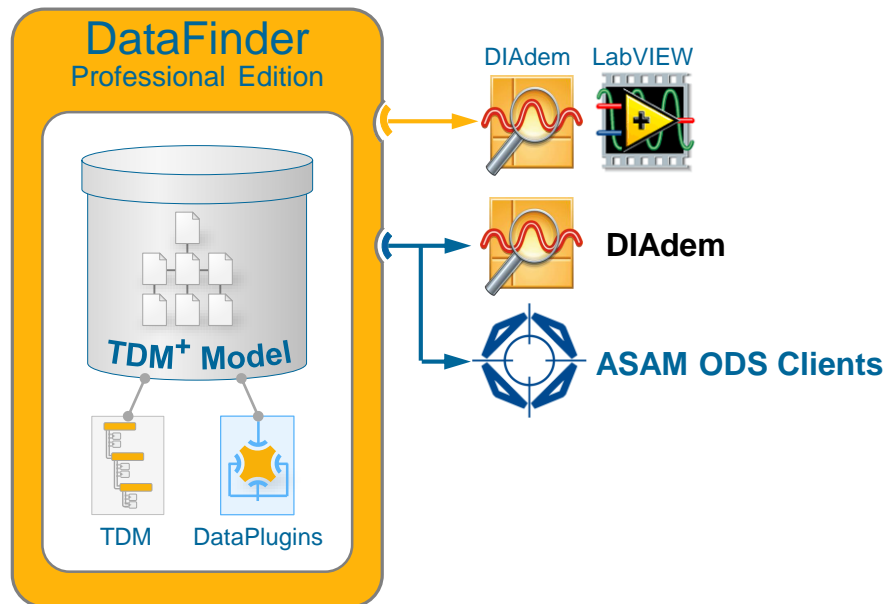 DataFinder
Professional Edition
DIAdem LabVIEW
DIAdem
TDM+ Model
ASAM ODS Clients
TDM DataPlugins